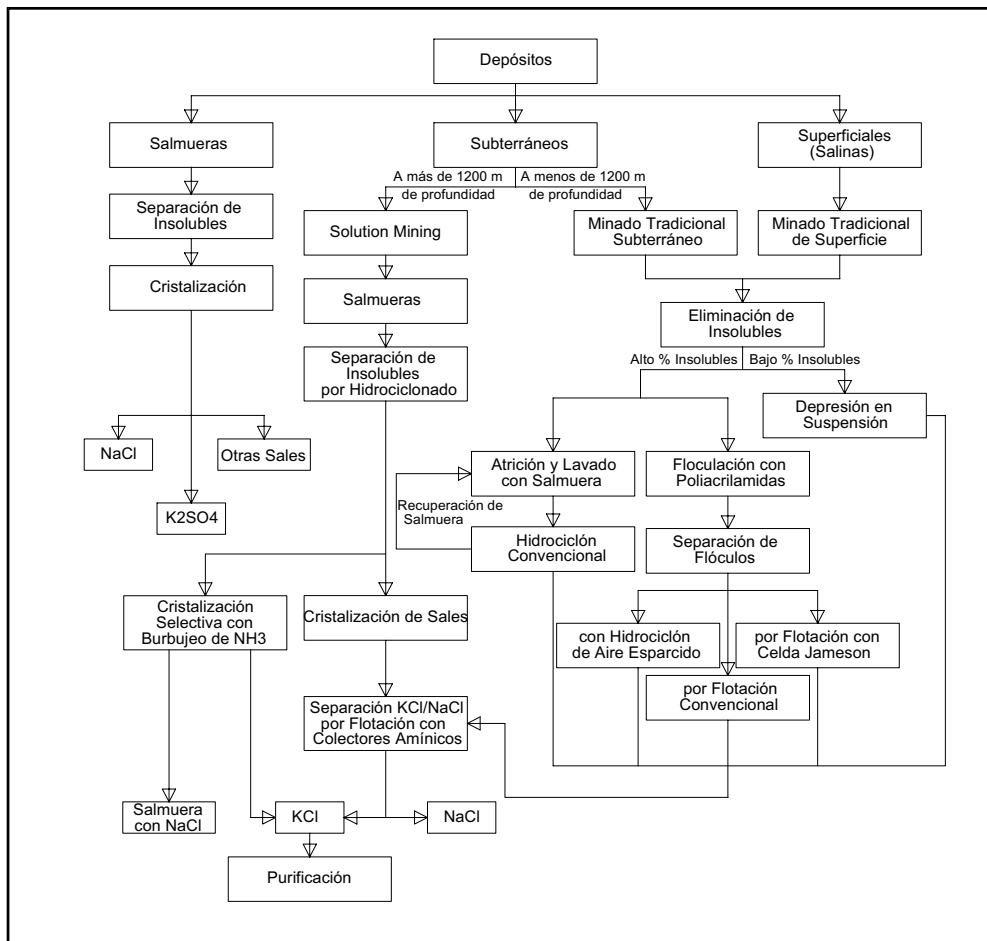 Depósitos
Salmueras
Subterráneos
Superficiales
(Salinas)
A más de 1200 m
de profundidad
A menos de 1200 m
de profundidad
Separación de
Insolubles
Solution Mining
Minado Tradicional
Subterráneo
Minado Tradicional
de Superficie
Cristalización
Salmueras
Eliminación de
Insolubles
Separación de
Insolubles
por Hidrociclonado
Alto % Insolubles
Bajo % Insolubles
Depresión en
Suspensión
NaCl
Otras Sales
K2SO4
Atrición y Lavado
con Salmuera
Floculación con
Poliacrilamidas
Recuperación de
Salmuera
Hidrociclón
Convencional
Separación de
Flóculos
Cristalización
Selectiva con
Burbujeo de NH3
Cristalización de Sales
con Hidrociclón
de Aire Esparcido
por Flotación con
Celda Jameson
por Flotación
Convencional
Separación KCl/NaCl
por Flotación con
Colectores Amínicos
Salmuera
con NaCl
KCl
NaCl
Purificación